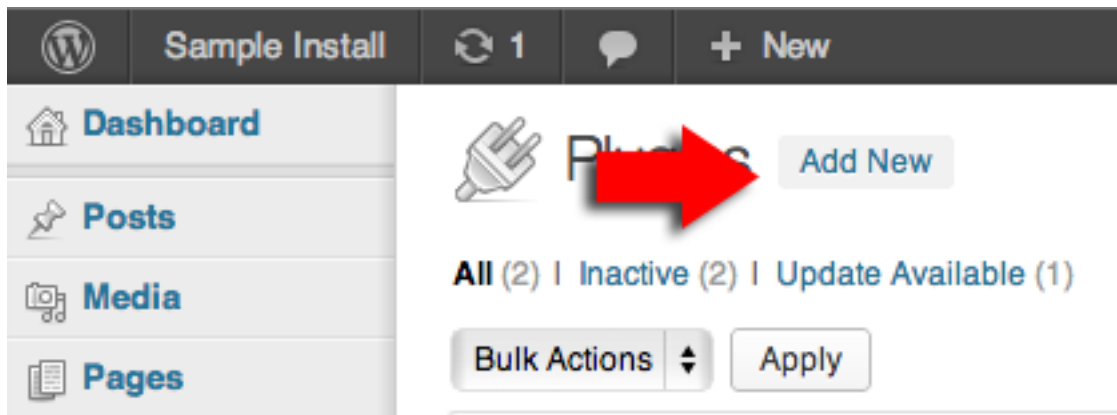 Sample Install 1 + New
Dashboard
Add New
Posts
All (2) | Inactive (2) | Update Available (1)
Media
Bulk Actions Apply
Pages